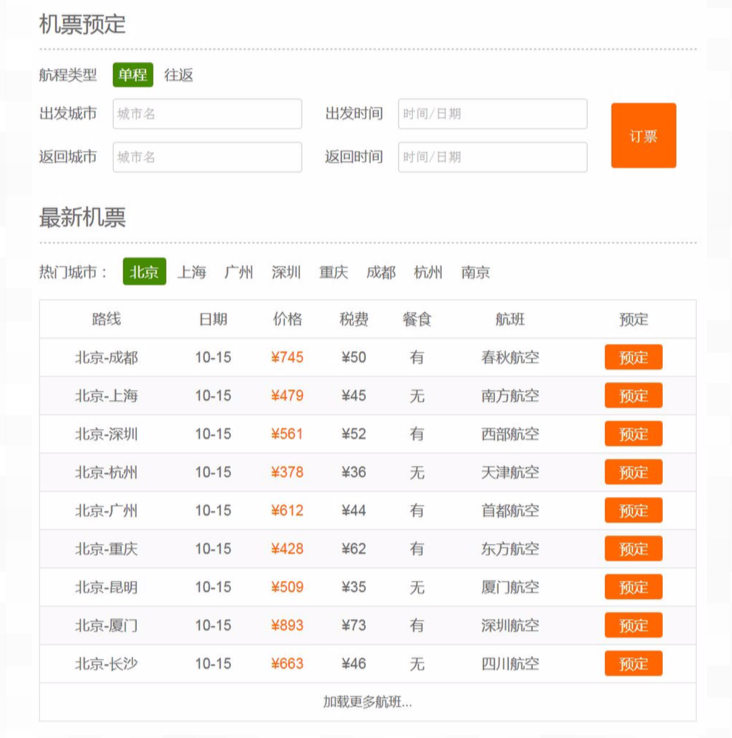 机票预定
航程类型 单程 往返
出发城市 城市名 出发时间 时间/日期
订票
返回城市 城市名 返回时间 时间/日期
最新机票
热门城市： 北京 上海 广州 深圳 重庆 成都 杭州 南京
路线 日期 价格 税费 餐食 航班 预定
北京-成都 10-15 ¥745 ¥50 有 春秋航空 预定
北京-上海 10-15 ¥479 ¥45 无 南方航空 预定
北京-深圳 10-15 ¥561 ¥52 有 西部航空 预定
北京-杭州 10-15 ¥378 ¥36 无 天津航空 预定
北京-广州 10-15 ¥612 ¥44 有 首都航空 预定
北京-重庆 10-15 ¥428 ¥62 有 东方航空 预定
北京-昆明 10-15 ¥509 ¥35 无 厦门航空 预定
北京-厦门 10-15 ¥893 ¥73 有 深圳航空 预定
北京-长沙 10-15 ¥663 ¥46 无 四川航空 预定
加载更多航班...